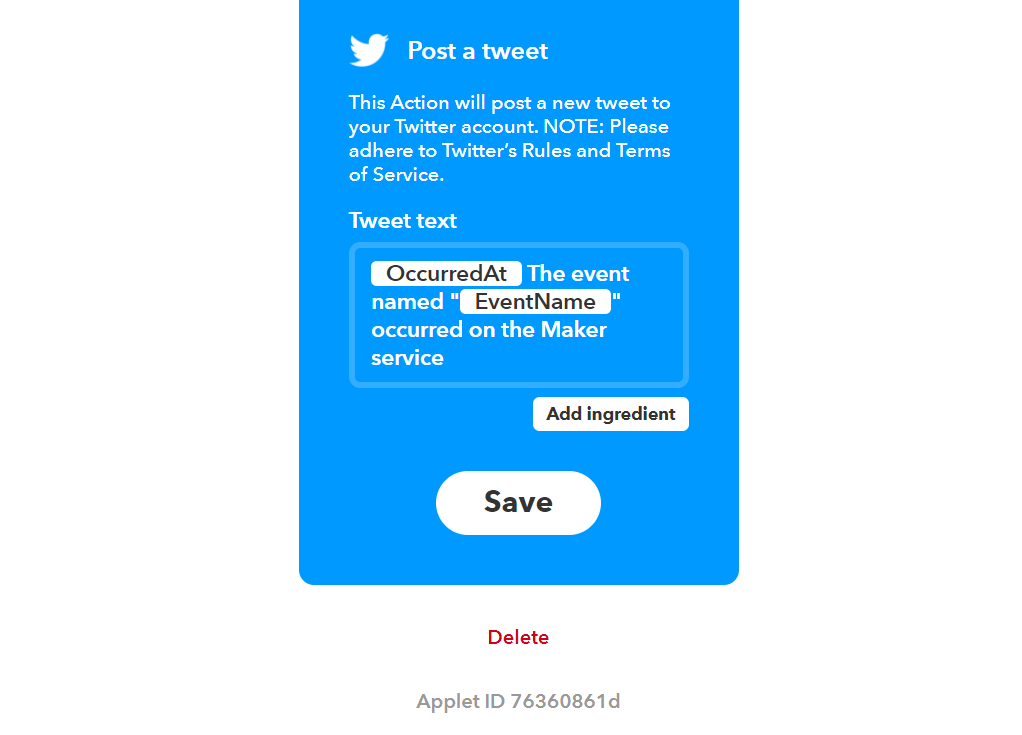 Post a tweet
This Action will post a new tweet to
your Twitter account. NOTE: Please
adhere to Twitter's Rules and Terms
of Service.
Tweet text
OccurredAt The event
named "EventName"
occurred on the Maker
service
Add ingredient
Save
Delete
Applet ID 76360861d